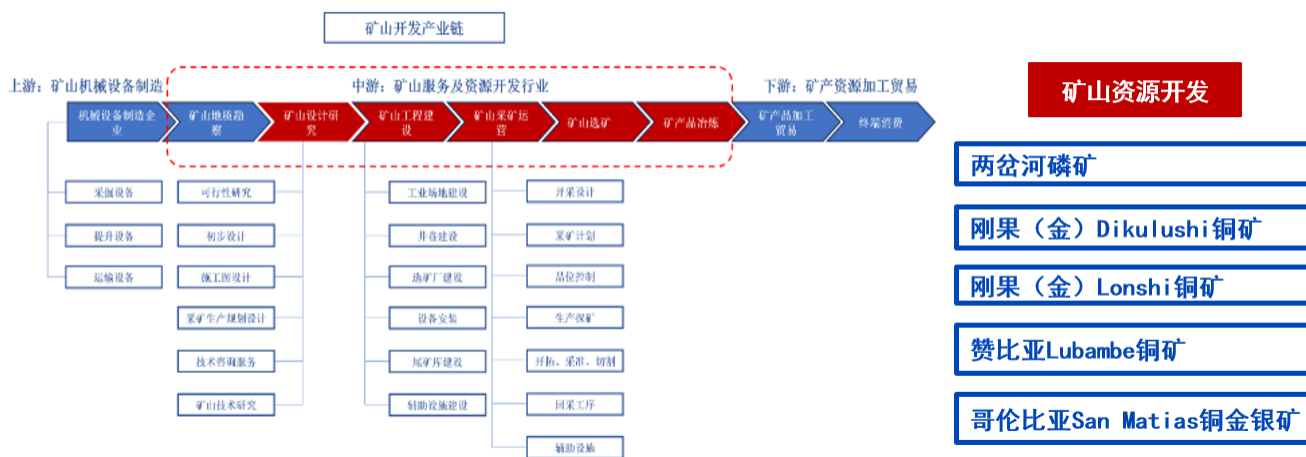 矿山开发产业链
上游：矿山机械设备制造
中游：矿山服务及资源开发行业
下游：矿产资源加工贸易
机械设备制造企业
矿山地质勘察
矿山设计研究
矿山工程建设
矿山采矿运营
矿山选矿
矿产品冶炼
矿产品加工贸易
终端消费
采掘设备
提升设备
运输设备
可行性研究
初步设计
施工图设计
采矿生产规划设计
技术咨询服务
矿山技术研究
工业场地建设
井巷建设
选矿厂建设
设备安装
尾矿库建设
辅助设施建设
开采设计
采矿计划
品位控制
生产探矿
开拓、采准、切割
回采工序
辅助设施
矿山资源开发
两岔河磷矿
刚果（金）Dikulushi铜矿
刚果（金）Lonshi铜矿
赞比亚Lubambe铜矿
哥伦比亚San Matias铜金银矿